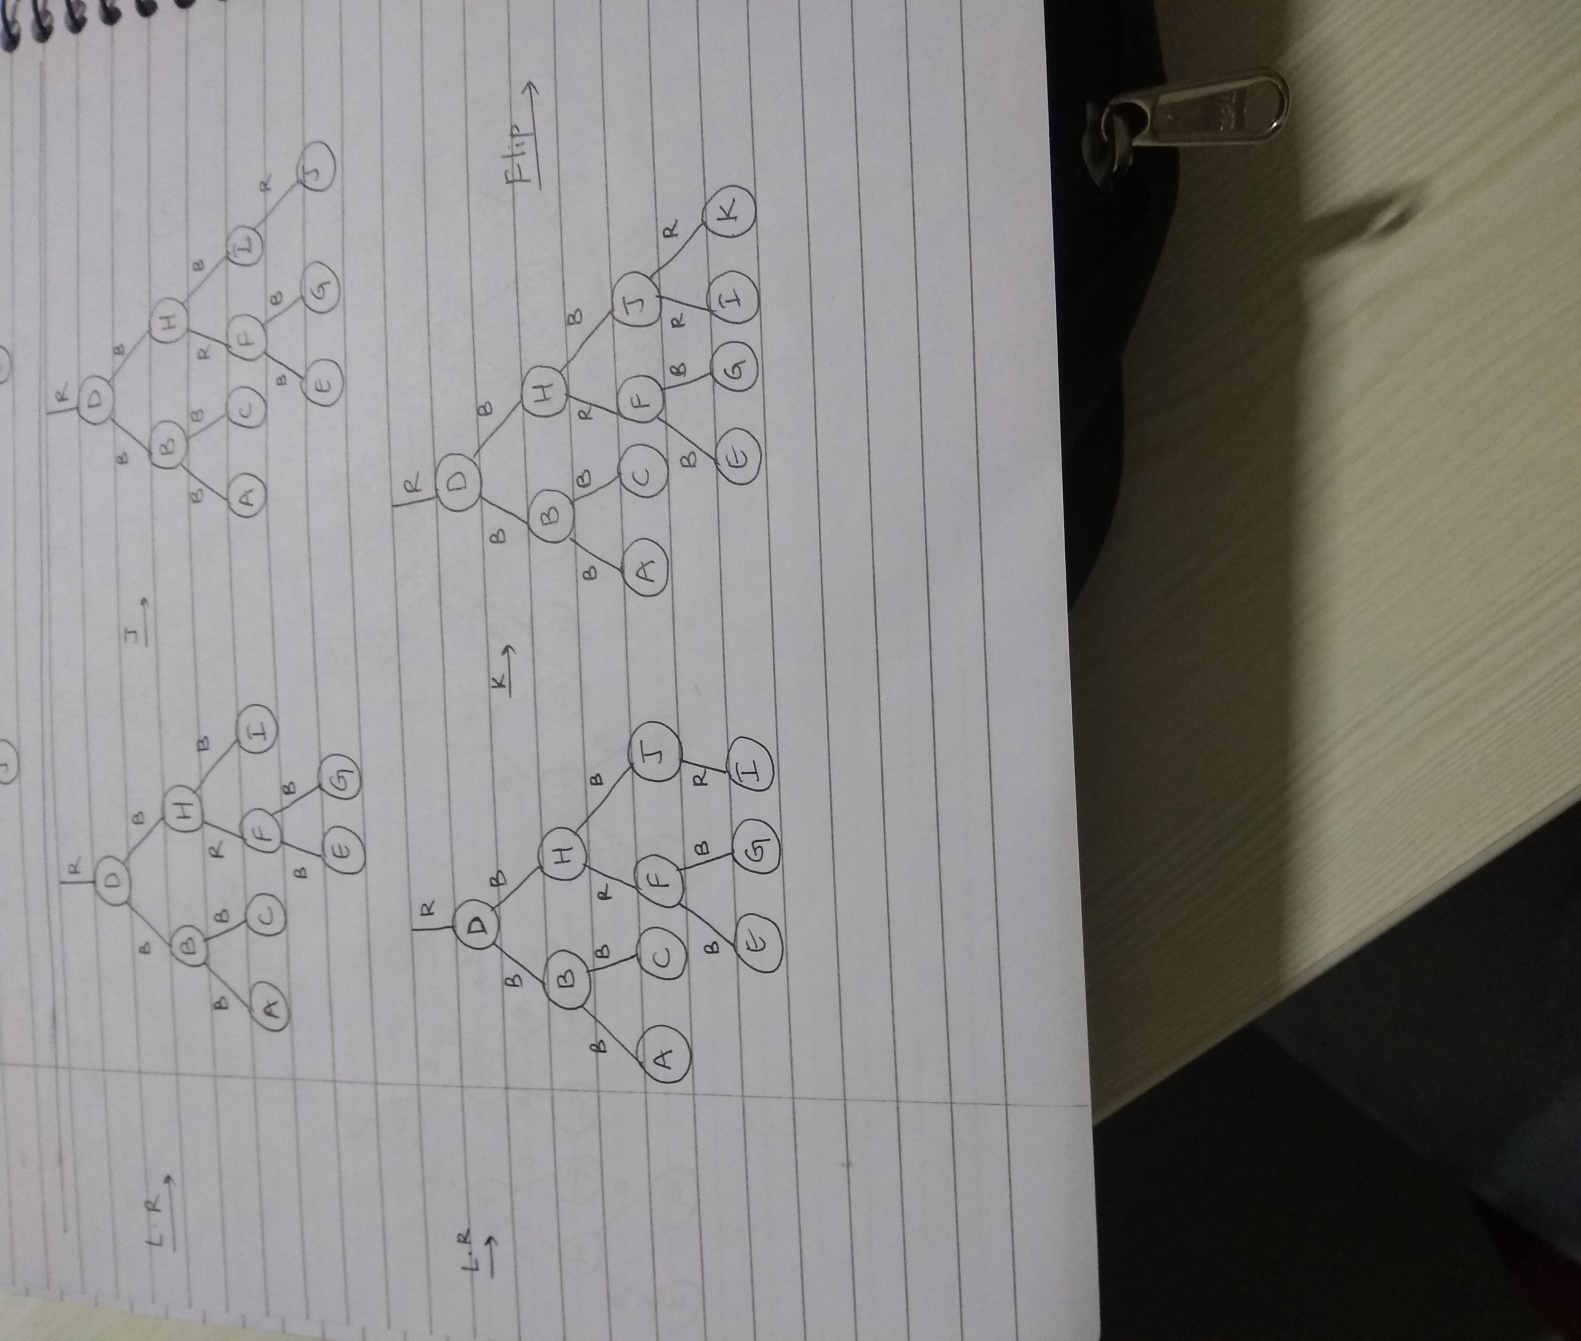 L.R →
R
D
B B
B H
B B R B
A C F I
B B
E G
J →
R
D
B B
B H
B B R B
A C F I
B B R
E G J
L.R →
R
D
B B
B H
B B R B
A C F J
B B R
E G I
K →
R
D
B B
B H
B B R B
A C F J
B B R R
E G I K
Flip →